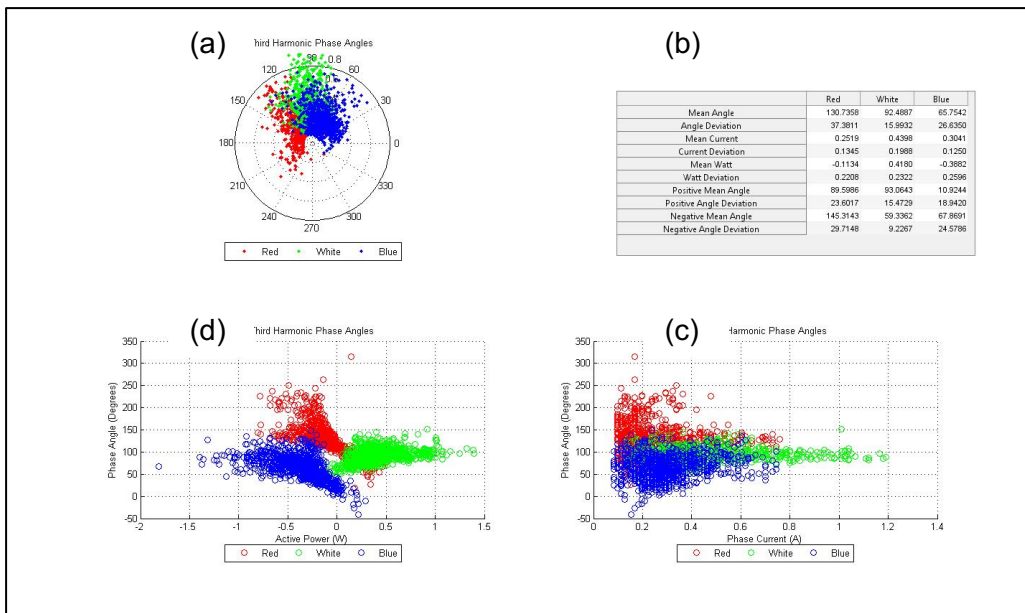 (a)
hird Harmonic Phase Angles
90
0.8
120
60
150
30
180
0
210
330
240
300
270
Red White Blue
(b)
Red White Blue
Mean Angle 130.7358 92.4887 65.7542
Angle Deviation 37.3811 15.9932 26.6350
Mean Current 0.2519 0.4398 0.3041
Current Deviation 0.1345 0.1988 0.1250
Mean Watt -0.1134 0.4180 -0.3882
Watt Deviation 0.2208 0.2322 0.2596
Positive Mean Angle 89.5986 93.0643 10.9244
Positive Angle Deviation 23.6017 15.4729 18.9420
Negative Mean Angle 145.3143 59.3362 67.8691
Negative Angle Deviation 29.7148 9.2267 24.5786
(d)
hird Harmonic Phase Angles
Phase Angle (Degrees)
350
300
250
200
150
100
50
0
-50
-2 -1.5 -1 -0.5 0 0.5 1 1.5
Active Power (W)
Red White Blue
(c)
Harmonic Phase Angles
Phase Angle (Degrees)
350
300
250
200
150
100
50
0
-50
0 0.2 0.4 0.6 0.8 1 1.2 1.4
Phase Current (A)
Red White Blue